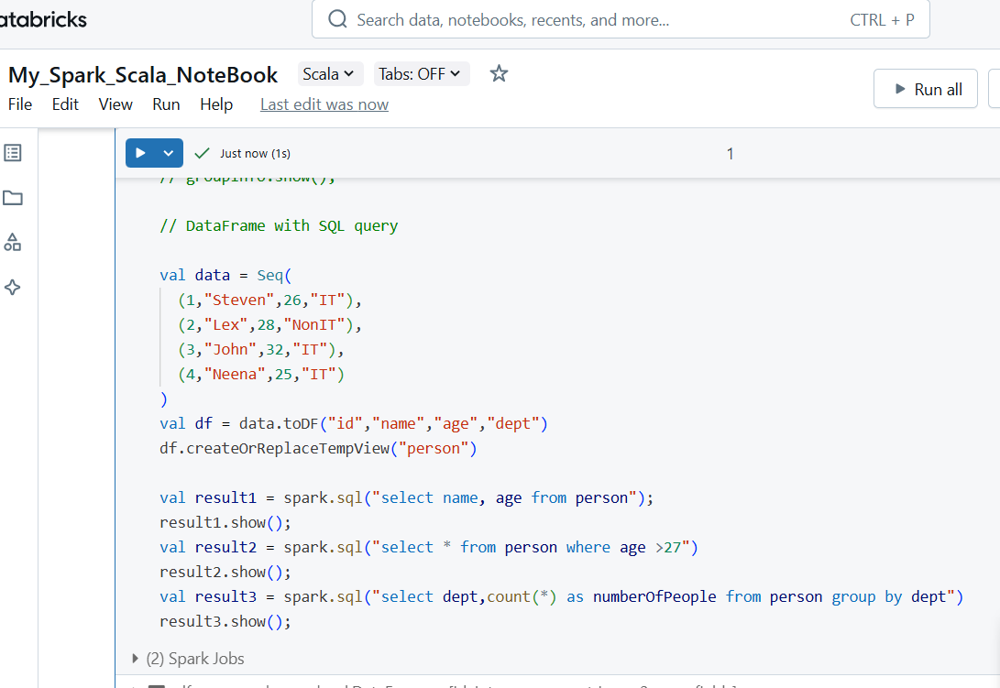 atabricks
Search data, notebooks, recents, and more... CTRL + P
My_Spark_Scala_NoteBook Scala Tabs: OFF
Run all
File Edit View Run Help Last edit was now
Just now (1s) 1
// groupInfo.show();
// DataFrame with SQL query
val data = Seq(
(1,"Steven",26,"IT"),
(2,"Lex",28,"NonIT"),
(3,"John",32,"IT"),
(4,"Neena",25,"IT")
)
val df = data.toDF("id","name","age","dept")
df.createOrReplaceTempView("person")
val result1 = spark.sql("select name, age from person");
result1.show();
val result2 = spark.sql("select * from person where age >27")
result2.show();
val result3 = spark.sql("select dept,count(*) as numberOfPeople from person group by dept")
result3.show();
(2) Spark Jobs